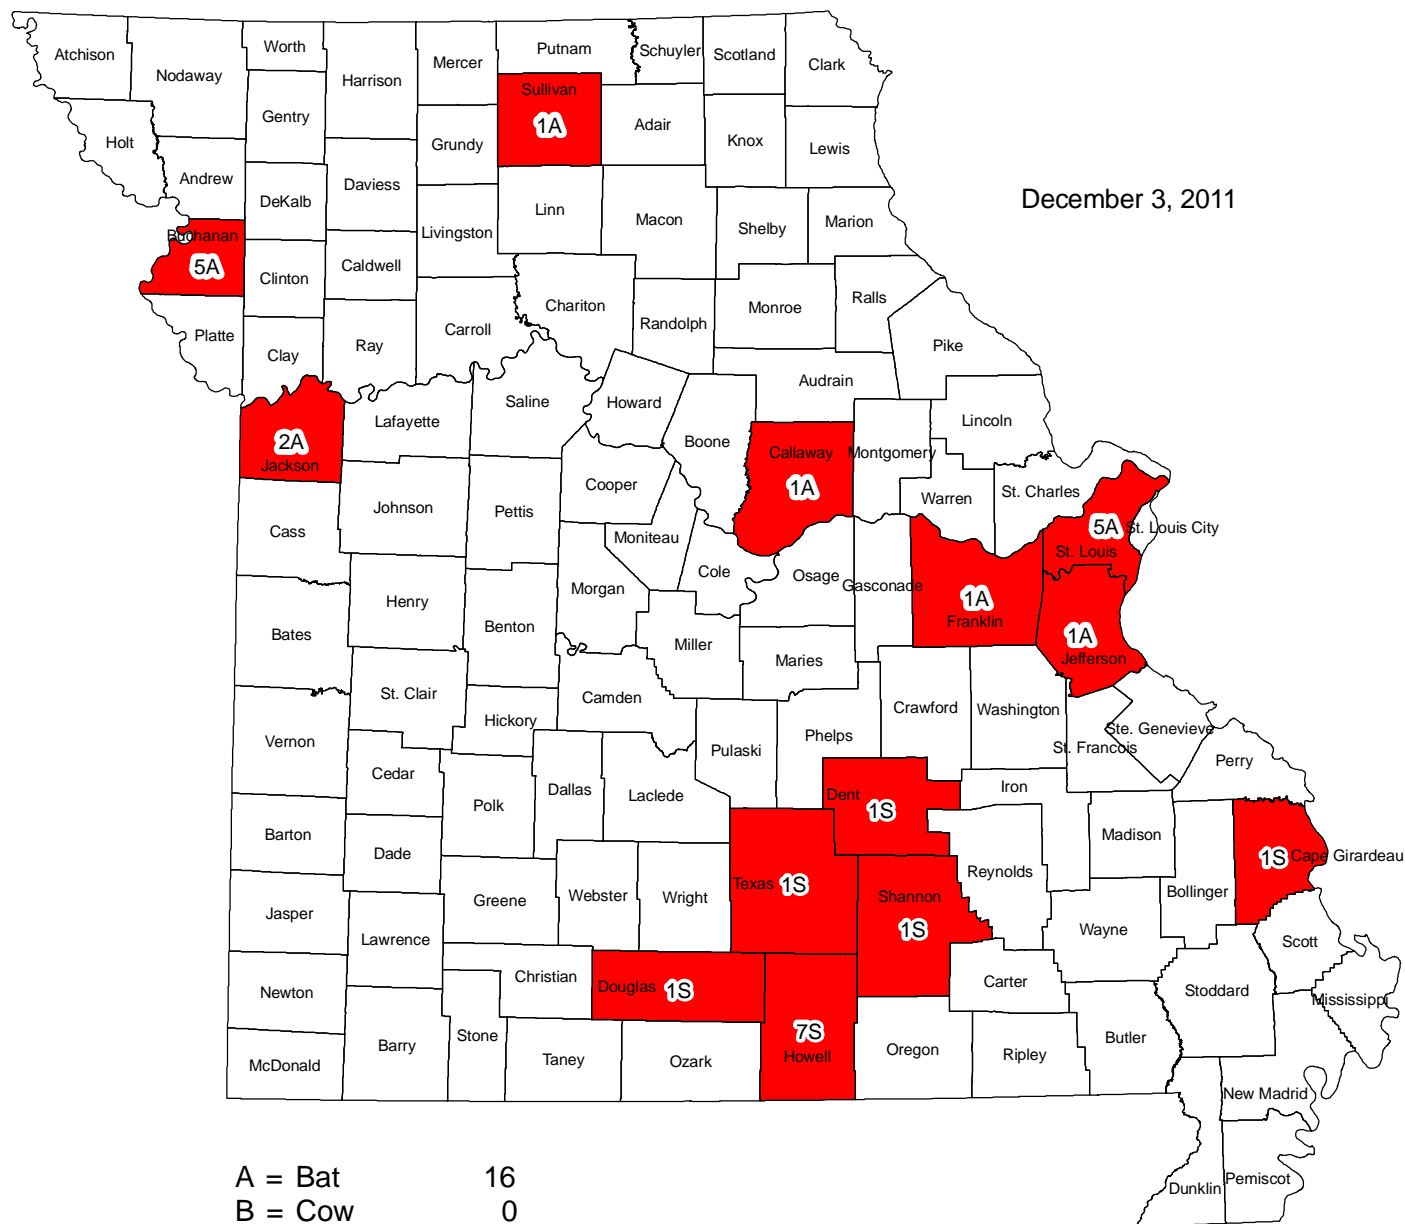 Atchison
Nodaway
Worth
Harrison
Mercer
Putnam
Schuyler
Scotland
Clark
Sullivan
1A
Gentry
Holt
Grundy
Adair
Knox
Lewis
Andrew
DeKalb
Daviess
December 3, 2011
Linn
Macon
Shelby
Marion
Livingston
Buchanan
5A
Clinton
Caldwell
Chariton
Randolph
Monroe
Ralls
Platte
Clay
Ray
Carroll
Pike
Audrain
Saline
Howard
Lafayette
Lincoln
2A
Jackson
Boone
Callaway
1A
Montgomery
Cooper
Warren
St. Charles
Johnson
Pettis
5A
St. Louis City
St. Louis
Cass
Moniteau
Cole
Osage
Gasconade
Morgan
Henry
1A
Franklin
Benton
Bates
Miller
1A
Jefferson
Maries
St. Clair
Camden
Crawford
Washington
Hickory
Phelps
Ste. Genevieve
Vernon
Pulaski
St. Francois
Perry
Cedar
Iron
Dallas
Laclede
Dent
1S
Polk
Barton
Madison
Dade
1S Cape Girardeau
Reynolds
Texas 1S
Shannon
1S
Bollinger
Greene
Webster
Wright
Jasper
Lawrence
Wayne
Scott
Christian
Carter
Douglas 1S
Newton
Stoddard
Mississippi
7S
Howell
Stone
Barry
Butler
Oregon
Ripley
Taney
Ozark
McDonald
New Madrid
Pemiscot
Dunklin
A = Bat 16
B = Cow 0